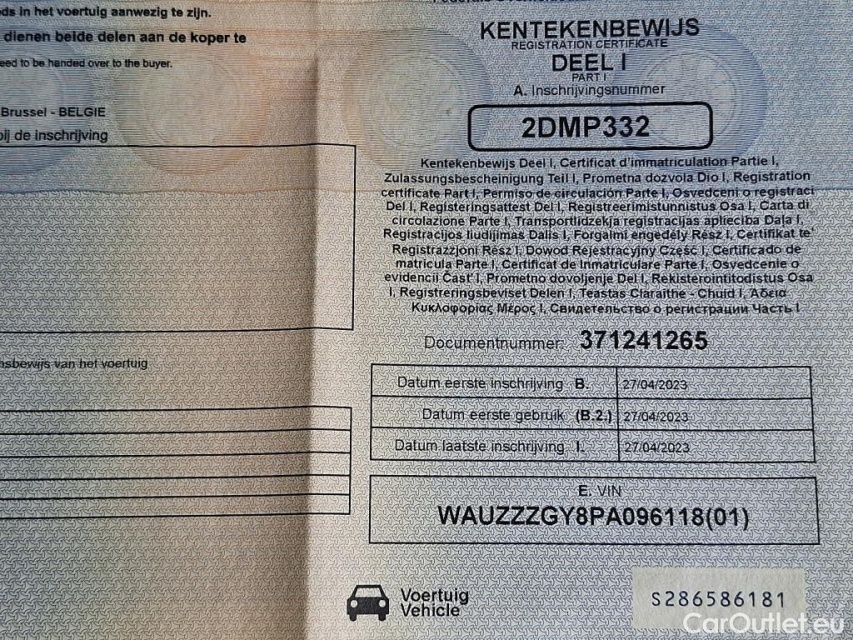 ds in het voertuig aanwezig te zijn.
dienen beide delen aan de koper te
eed to be handed over to the buyer.
Brussel - BELGIE
bij de inschrijving
nsbewijs van het voertuig
KENTEKENBEWIJS
REGISTRATION CERTIFICATE
DEEL I
PART I
A. Inschrijvingsnummer
2DMP332
Kentekenbewijs Deel I, Certificat d'immatriculation Partie I,
Zulassungsbescheinigung Teil I, Prometna dozvola Dio I, Registration
certificate Part I, Permiso de circulación Parte I, Osvedceni o registraci
Del I, Registeringsattest Del I, Registreerimistunnistus Osa I, Carta di
circolazione Parte I, Transportlidzekja registracijas aplieciba Daļa I,
Registracijos liudijimas Dalis I, Forgalmi engedély Rész I, Certifikat te'
Registrazzjoni Rész I, Dowod Rejestracyjny Część I, Certificado de
matricula Parte I, Certificat de Inmatriculare Parte I, Osvedcenie o
evidencii Čast' I, Prometno dovoljenje Del I, Rekisterointitodistus Osa
I, Registreringsbeviset Delen I, Teastas Claraithe - Chuid I, Άδεια
Κυκλοφορίας Μέρος I, Свидетельство о регистрации Часть I
Documentnummer: 371241265
Datum eerste inschrijving B. 27/04/2023
Datum eerste gebruik (B.2.) 27/04/2023
Datum laatste inschrijving I. 27/04/2023
E. VIN
WAUZZZGY8PA096118(01)
Voertuig
Vehicle
S286586181
CarOutlet.eu